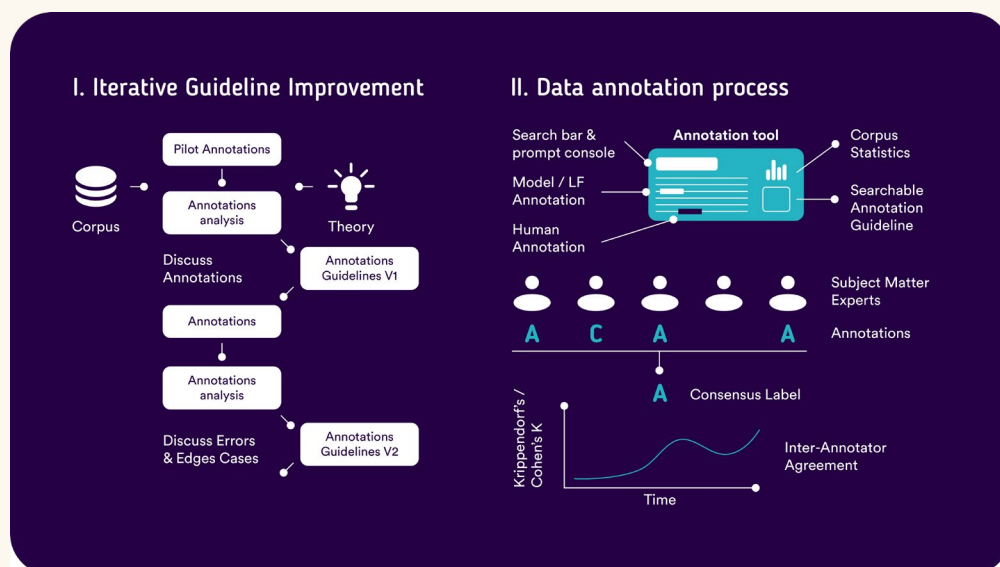 I. Iterative Guideline Improvement
Pilot Annotations
Corpus
Annotations
analysis
Theory
Discuss
Annotations
Annotations
Guidelines V1
Annotations
Annotations
analysis
Discuss Errors
& Edges Cases
Annotations
Guidelines V2
II. Data annotation process
Search bar &
prompt console
Annotation tool
Corpus
Statistics
Model / LF
Annotation
Searchable
Annotation
Guideline
Human
Annotation
Subject Matter
Experts
A C A A
Annotations
A
Consensus Label
Krippendorf's /
Cohen's K
Inter-Annotator
Agreement
Time